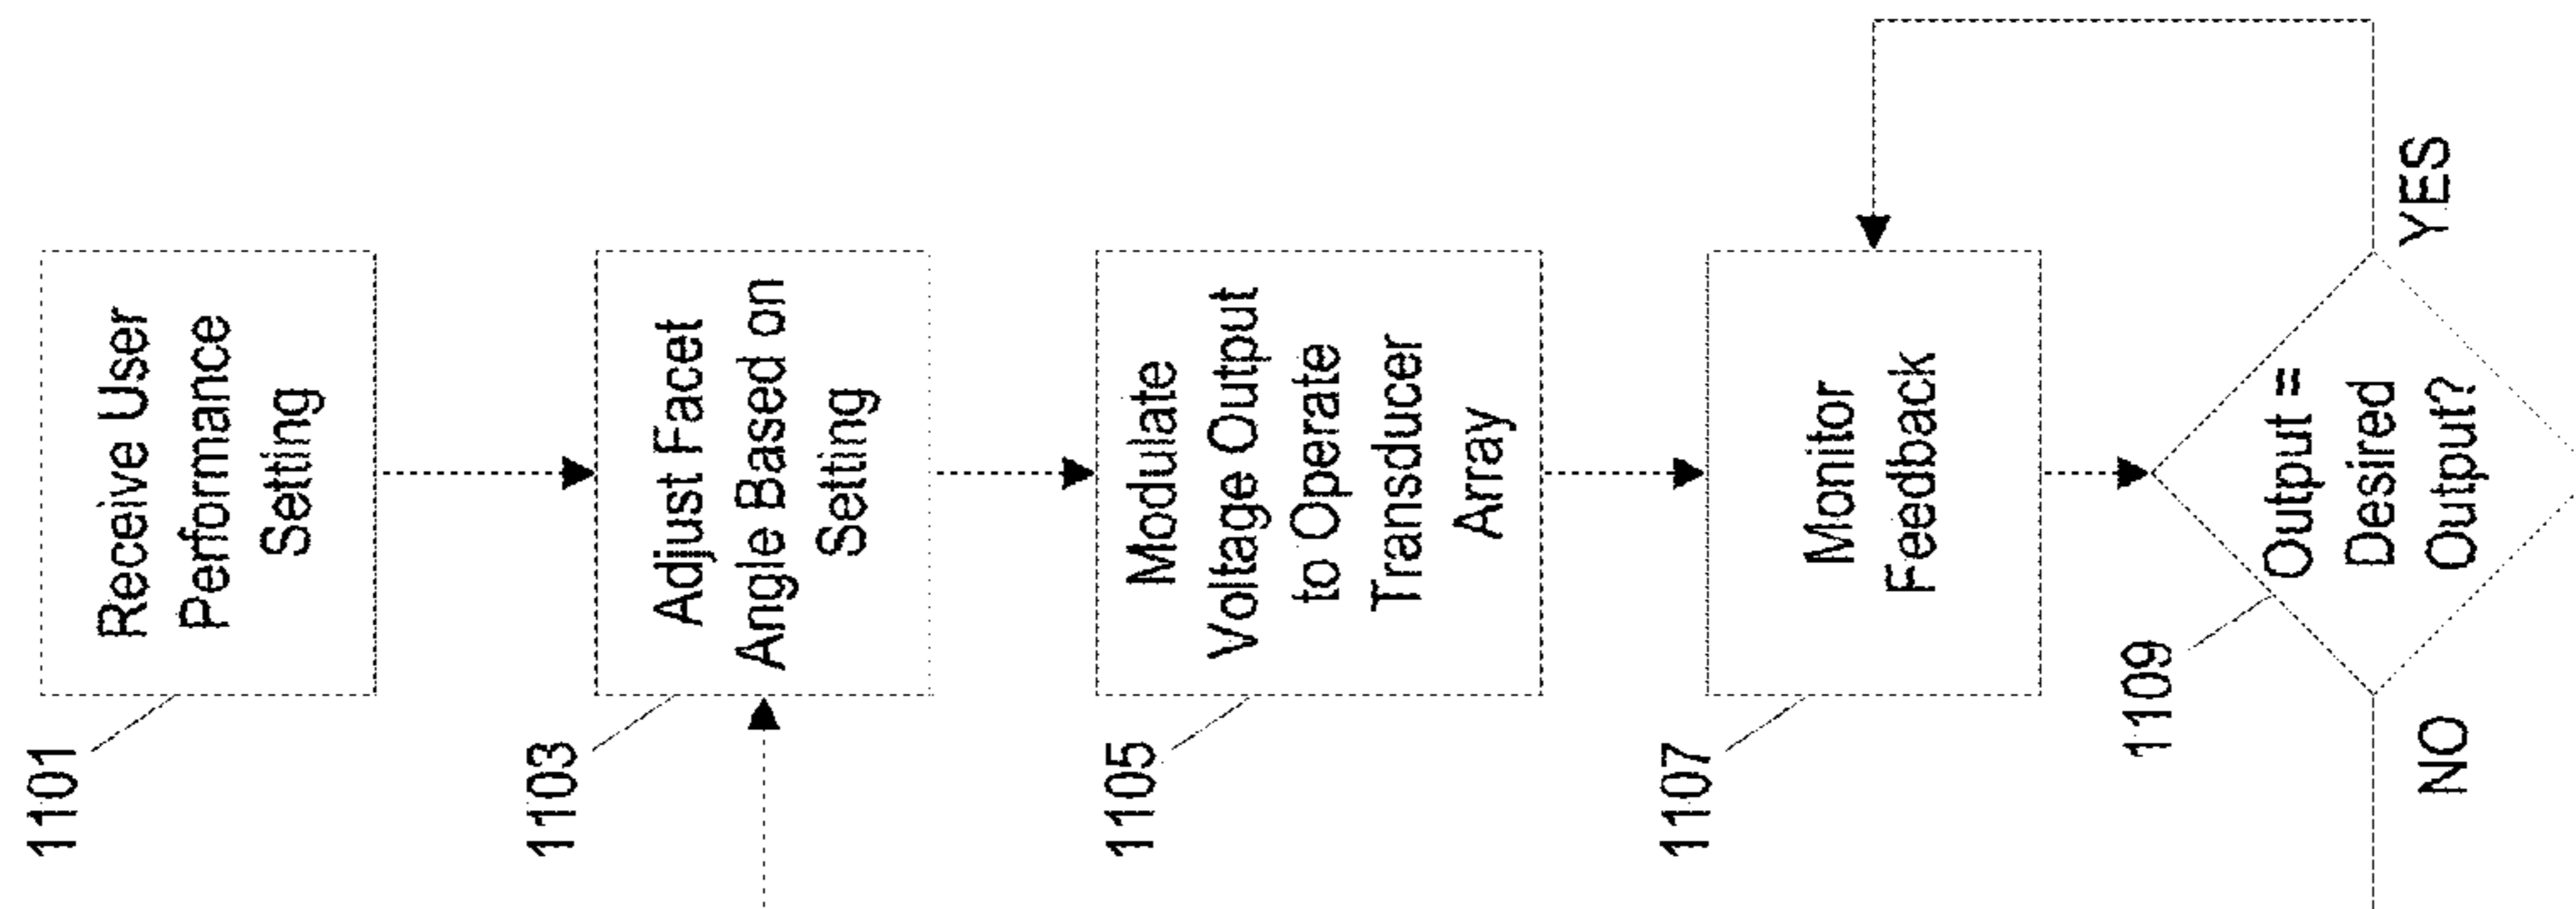 1101
Receive User
Performance
Setting
1103
Adjust Facet
Angle Based on
Setting
1105
Modulate
Voltage Output
to Operate
Transducer
Array
1107
Monitor
Feedback
1109
Output =
Desired
Output?
NO
YES